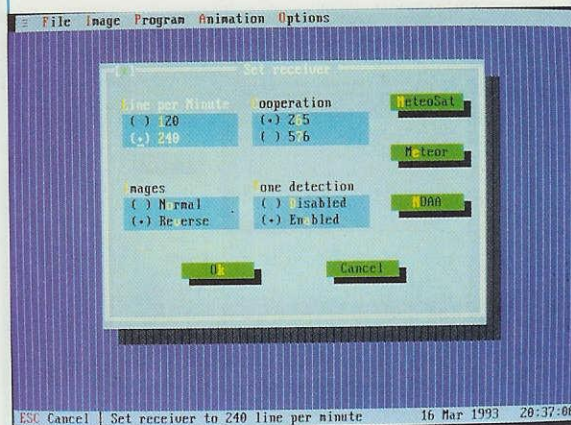 ≡ File Image Program Animation Options
Set receiver
Line per Minute
( ) 120
(•) 240
Cooperation
(•) 265
( ) 576
MeteoSat
Meteor
NOAA
Images
( ) Normal
(•) Reverse
Tone detection
( ) Disabled
(•) Enabled
Ok
Cancel
ESC Cancel | Set receiver to 240 line per minute 16 Mar 1993 20:37:00